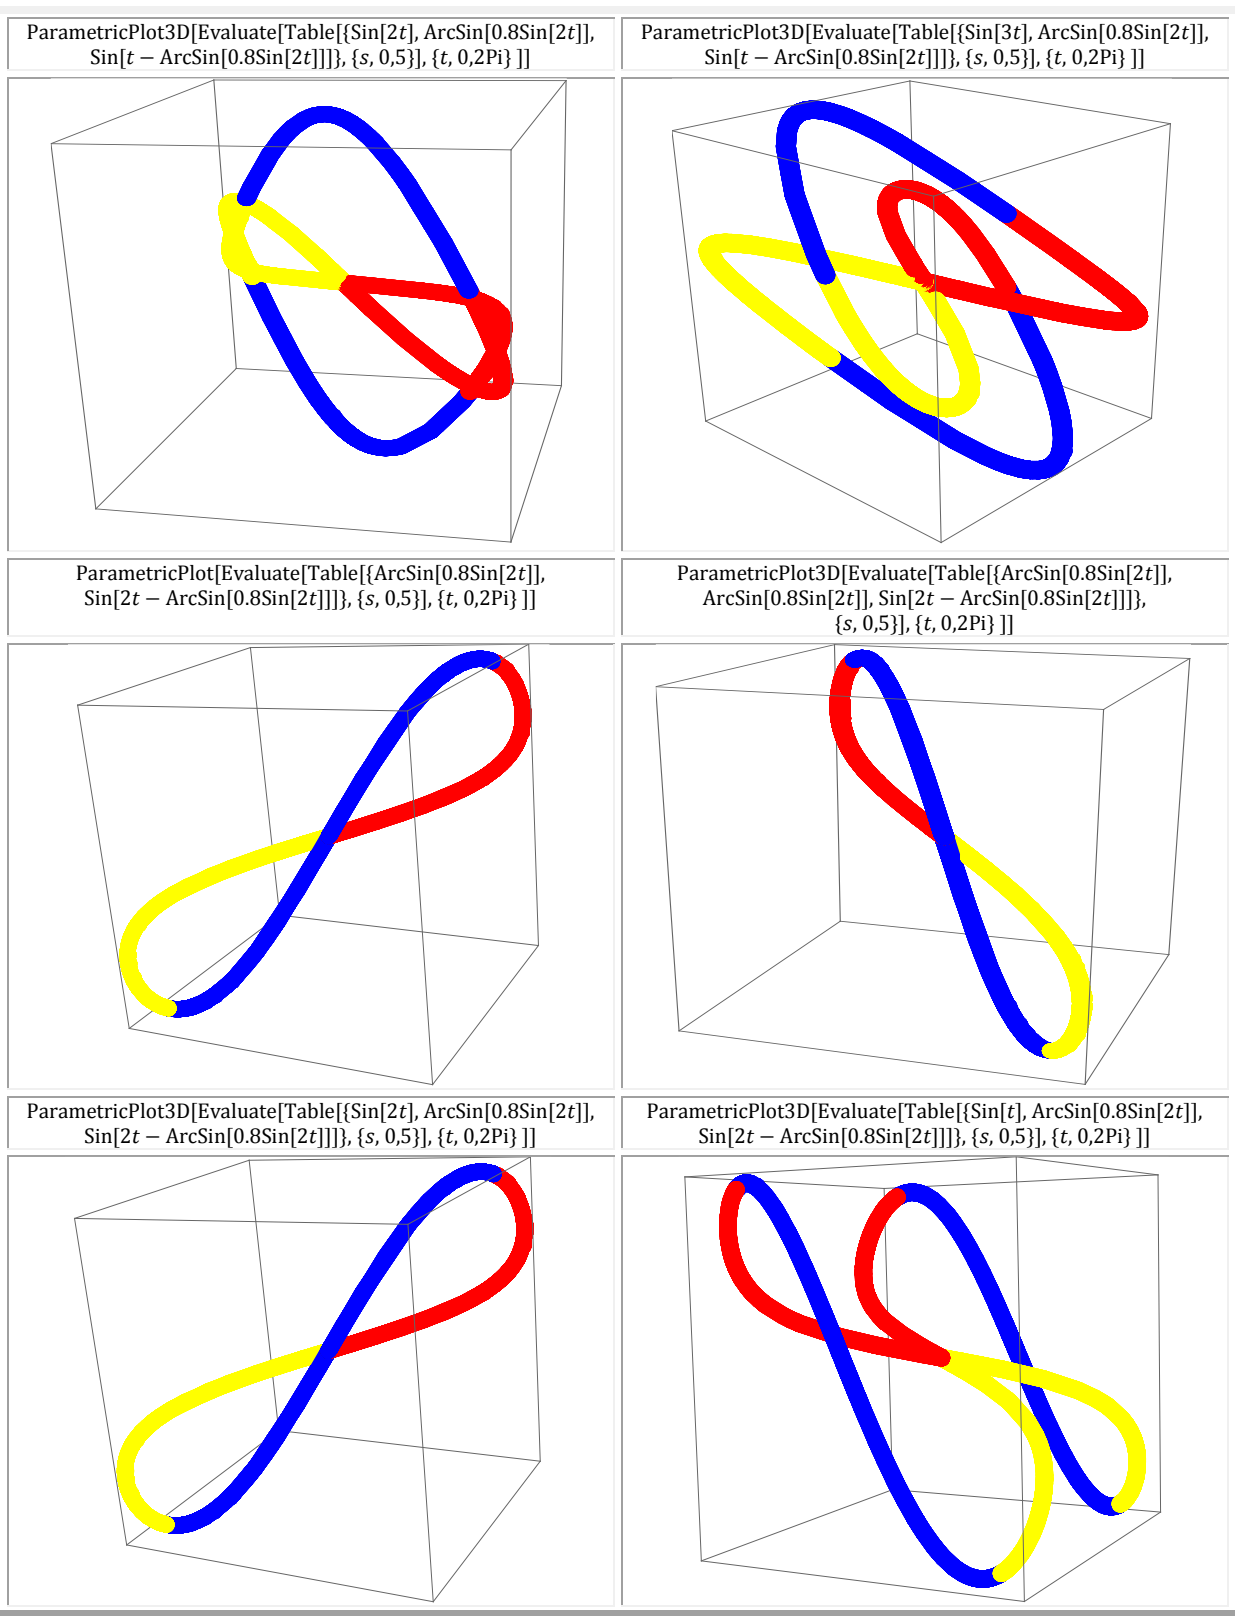 ParametricPlot3D[Evaluate[Table[{Sin[2t], ArcSin[0.8Sin[2t]],
Sin[t − ArcSin[0.8Sin[2t]]]}, {s, 0,5}], {t, 0,2Pi} ]]
ParametricPlot3D[Evaluate[Table[{Sin[3t], ArcSin[0.8Sin[2t]],
Sin[t − ArcSin[0.8Sin[2t]]]}, {s, 0,5}], {t, 0,2Pi} ]]
ParametricPlot[Evaluate[Table[{ArcSin[0.8Sin[2t]],
Sin[2t − ArcSin[0.8Sin[2t]]]}, {s, 0,5}], {t, 0,2Pi} ]]
ParametricPlot3D[Evaluate[Table[{ArcSin[0.8Sin[2t]],
ArcSin[0.8Sin[2t]], Sin[2t − ArcSin[0.8Sin[2t]]]},
{s, 0,5}], {t, 0,2Pi} ]]
ParametricPlot3D[Evaluate[Table[{Sin[2t], ArcSin[0.8Sin[2t]],
Sin[2t − ArcSin[0.8Sin[2t]]]}, {s, 0,5}], {t, 0,2Pi} ]]
ParametricPlot3D[Evaluate[Table[{Sin[t], ArcSin[0.8Sin[2t]],
Sin[2t − ArcSin[0.8Sin[2t]]]}, {s, 0,5}], {t, 0,2Pi} ]]